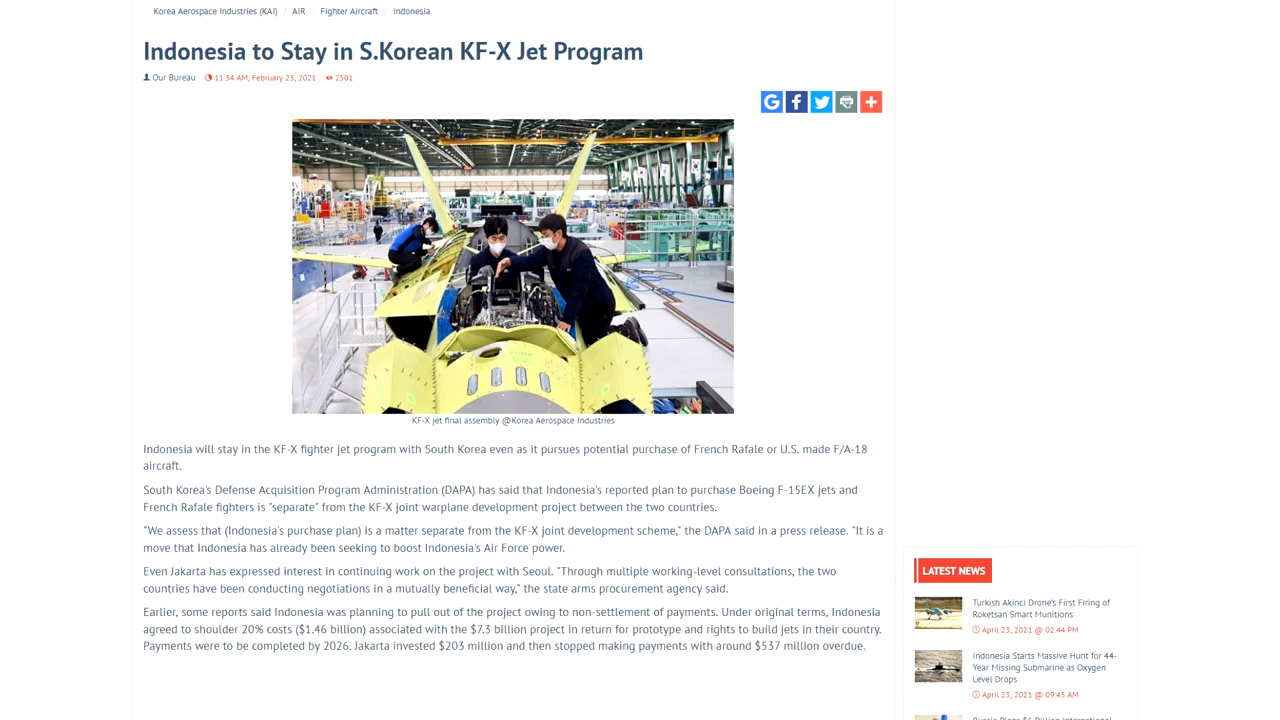 Korea Aerospace Industries (KAI) / AIR / Fighter Aircraft / Indonesia
Indonesia to Stay in S.Korean KF-X Jet Program
Our Bureau 11:34 AM, February 23, 2021 2501
KF-X jet final assembly @Korea Aerospace Industries
Indonesia will stay in the KF-X fighter jet program with South Korea even as it pursues potential purchase of French Rafale or U.S. made F/A-18
aircraft.
South Korea's Defense Acquisition Program Administration (DAPA) has said that Indonesia's reported plan to purchase Boeing F-15EX jets and
French Rafale fighters is "separate" from the KF-X joint warplane development project between the two countries.
"We assess that (Indonesia's purchase plan) is a matter separate from the KF-X joint development scheme," the DAPA said in a press release. "It is a
move that Indonesia has already been seeking to boost Indonesia's Air Force power.
Even Jakarta has expressed interest in continuing work on the project with Seoul. "Through multiple working-level consultations, the two
countries have been conducting negotiations in a mutually beneficial way," the state arms procurement agency said.
Earlier, some reports said Indonesia was planning to pull out of the project owing to non-settlement of payments. Under original terms, Indonesia
agreed to shoulder 20% costs ($1.46 billion) associated with the $7.3 billion project in return for prototype and rights to build jets in their country.
Payments were to be completed by 2026. Jakarta invested $203 million and then stopped making payments with around $537 million overdue.
LATEST NEWS
Turkish Akinci Drone's First Firing of
Roketsan Smart Munitions
April 23, 2021 @ 02:44 PM
Indonesia Starts Massive Hunt for 44-
Year Missing Submarine as Oxygen
Level Drops
April 23, 2021 @ 09:45 AM